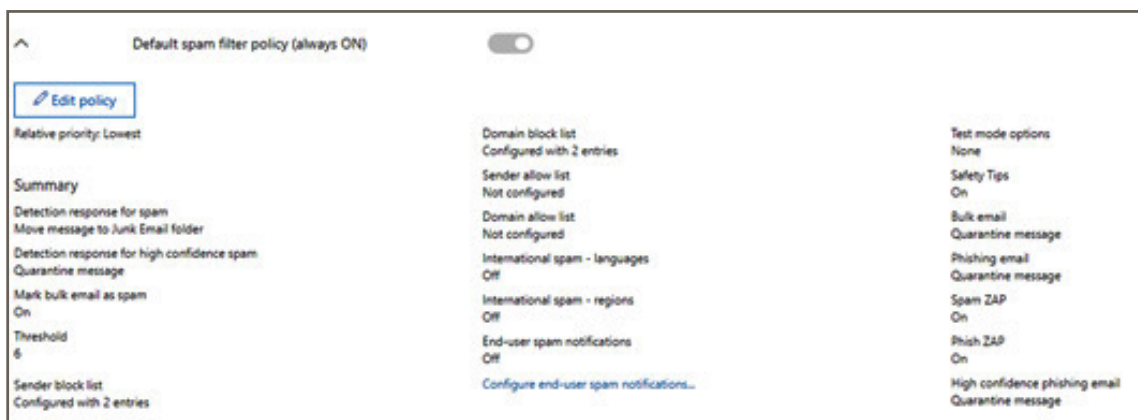 Default spam filter policy (always ON)
Edit policy
Relative priority: Lowest
Summary
Detection response for spam
Move message to Junk Email folder
Detection response for high confidence spam
Quarantine message
Mark bulk email as spam
On
Threshold
6
Sender block list
Configured with 2 entries
Domain block list
Configured with 2 entries
Sender allow list
Not configured
Domain allow list
Not configured
International spam - languages
Off
International spam - regions
Off
End-user spam notifications
Off
Configure end-user spam notifications...
Test mode options
None
Safety Tips
On
Bulk email
Quarantine message
Phishing email
Quarantine message
Spam ZAP
On
Phish ZAP
On
High confidence phishing email
Quarantine message